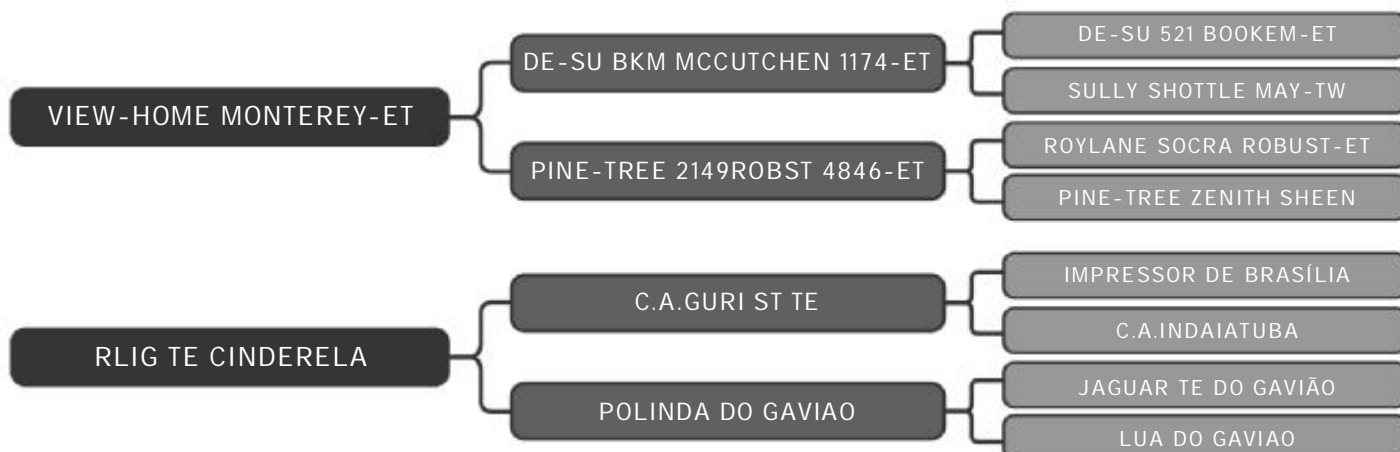 VIEW-HOME MONTEREY-ET
DE-SU BKM MCCUTCHEN 1174-ET
DE-SU 521 BOOKEM-ET
SULLY SHOTTLE MAY-TW
PINE-TREE 2149ROBST 4846-ET
ROYLANE SOCRA ROBUST-ET
PINE-TREE ZENITH SHEEN
RLIG TE CINDERELA
C.A.GURI ST TE
IMPRESSOR DE BRASÍLIA
C.A.INDAIATUBA
POLINDA DO GAVIAO
JAGUAR TE DO GAVIÃO
LUA DO GAVIAO